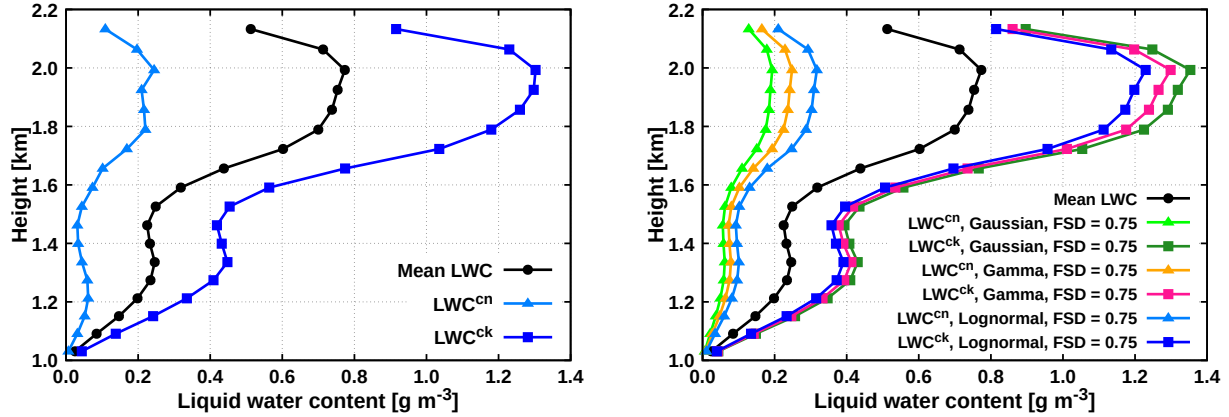 2.2
2.0
1.8
1.6
1.4
1.2
1.0
Height [km]
0.0 0.2 0.4 0.6 0.8 1.0 1.2 1.4
Liquid water content [g m⁻³]
Mean LWC
LWCᶜⁿ
LWCᶜᵏ
2.2
2.0
1.8
1.6
1.4
1.2
1.0
Height [km]
0.0 0.2 0.4 0.6 0.8 1.0 1.2 1.4
Liquid water content [g m⁻³]
Mean LWC
LWCᶜⁿ, Gaussian, FSD = 0.75
LWCᶜᵏ, Gaussian, FSD = 0.75
LWCᶜⁿ, Gamma, FSD = 0.75
LWCᶜᵏ, Gamma, FSD = 0.75
LWCᶜⁿ, Lognormal, FSD = 0.75
LWCᶜᵏ, Lognormal, FSD = 0.75